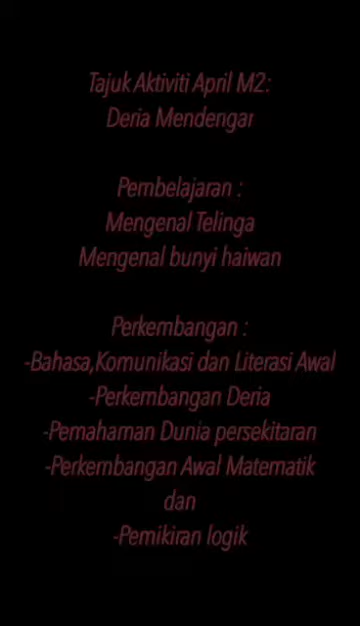 Tajuk Aktiviti April M2:
Deria Mendengar
Pembelajaran :
Mengenal Telinga
Mengenal bunyi haiwan
Perkembangan :
-Bahasa,Komunikasi dan Literasi Awal
-Perkembangan Deria
-Pemahaman Dunia persekitaran
-Perkembangan Awal Matematik
dan
-Pemikiran logik